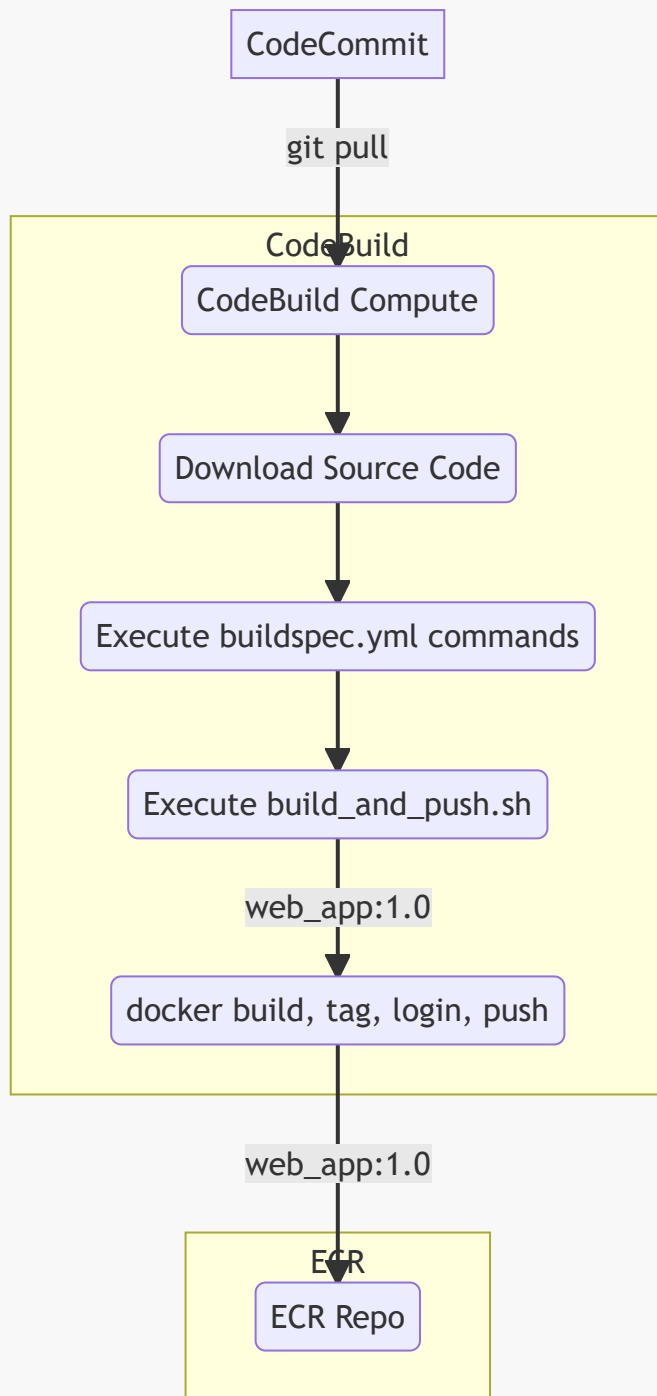 CodeCommit
git pull
CodeBuild
CodeBuild Compute
Download Source Code
Execute buildspec.yml commands
Execute build_and_push.sh
web_app:1.0
docker build, tag, login, push
web_app:1.0
ECR
ECR Repo